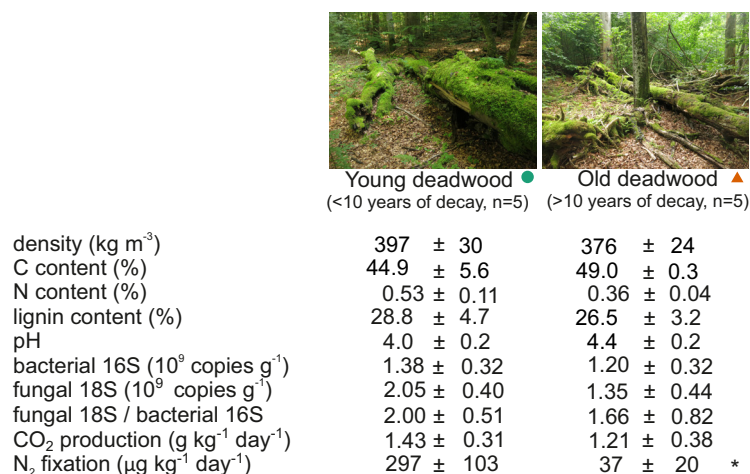 Young deadwood Old deadwood
(<10 years of decay, n=5) (>10 years of decay, n=5)
density (kg m⁻³) 397 ± 30 376 ± 24
C content (%) 44.9 ± 5.6 49.0 ± 0.3
N content (%) 0.53 ± 0.11 0.36 ± 0.04
lignin content (%) 28.8 ± 4.7 26.5 ± 3.2
pH 4.0 ± 0.2 4.4 ± 0.2
bacterial 16S (10⁹ copies g⁻¹) 1.38 ± 0.32 1.20 ± 0.32
fungal 18S (10⁹ copies g⁻¹) 2.05 ± 0.40 1.35 ± 0.44
fungal 18S / bacterial 16S 2.00 ± 0.51 1.66 ± 0.82
CO₂ production (g kg⁻¹ day⁻¹) 1.43 ± 0.31 1.21 ± 0.38
N₂ fixation (µg kg⁻¹ day⁻¹) 297 ± 103 37 ± 20 *